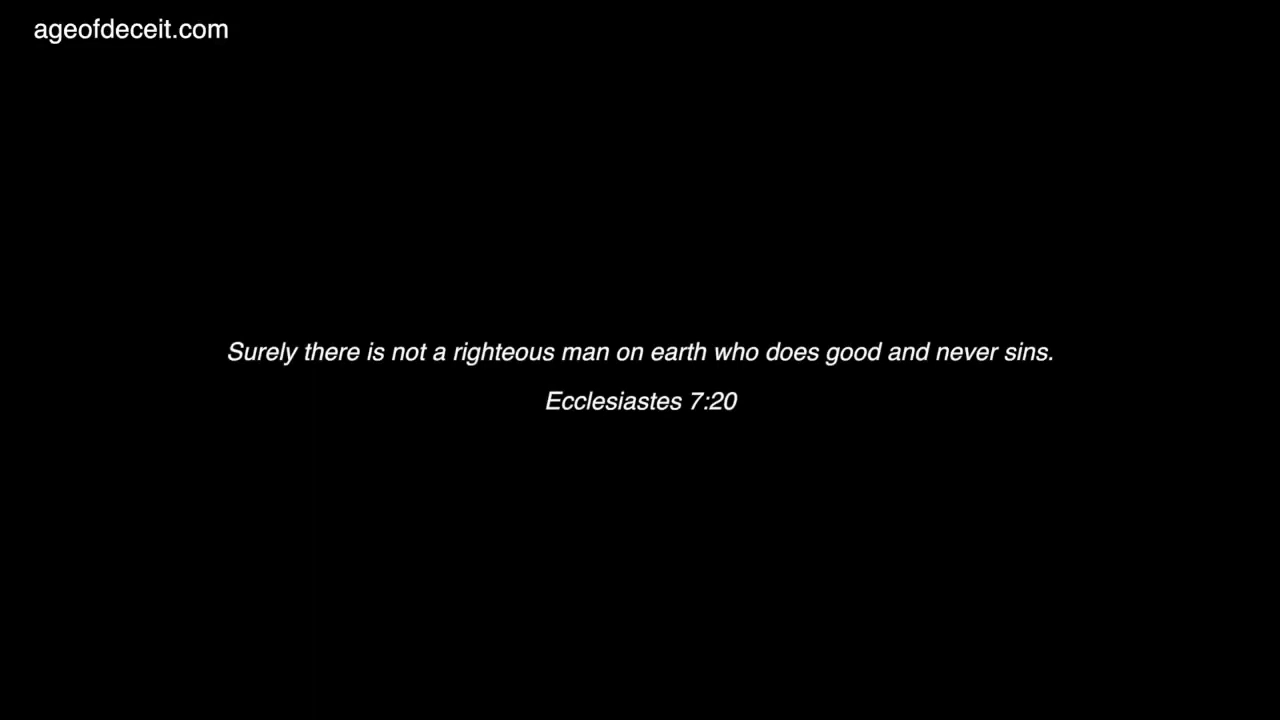 ageofdeceit.com
Surely there is not a righteous man on earth who does good and never sins.
Ecclesiastes 7:20